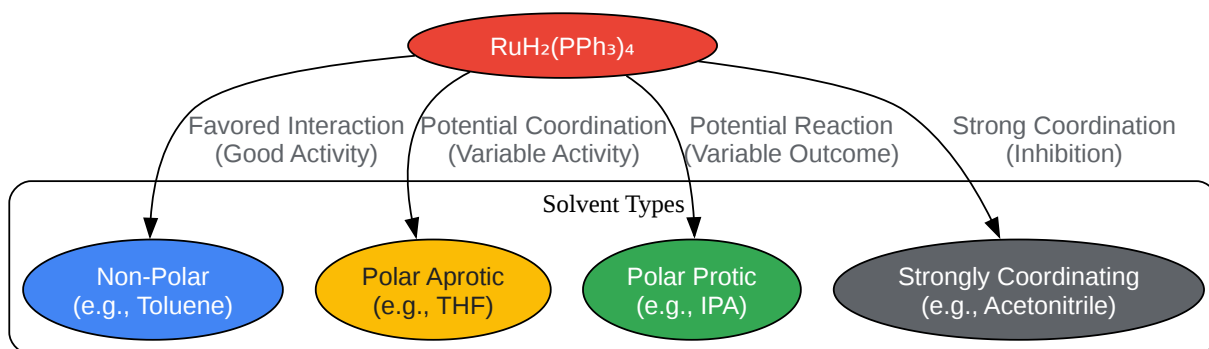 RuH₂(PPh₃)₄
Favored Interaction
(Good Activity)
Potential Coordination
(Variable Activity)
Potential Reaction
(Variable Outcome)
Strong Coordination
(Inhibition)
Solvent Types
Non-Polar
(e.g., Toluene)
Polar Aprotic
(e.g., THF)
Polar Protic
(e.g., IPA)
Strongly Coordinating
(e.g., Acetonitrile)